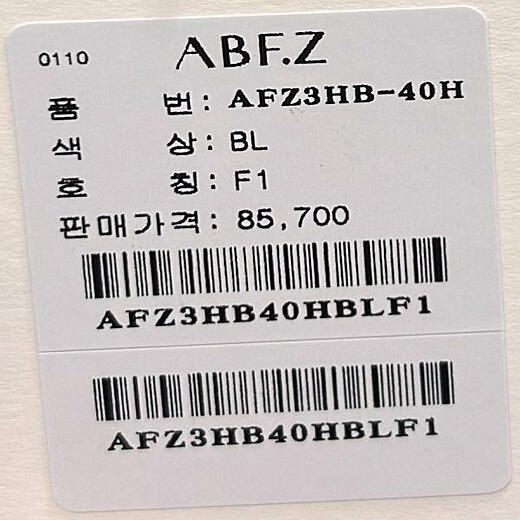 0110 ABF.Z
품 번 : AFZ3HB-40H
색 상 : BL
호 칭 : F1
판매가격 : 85,700
AFZ3HB40HBLF1
AFZ3HB40HBLF1